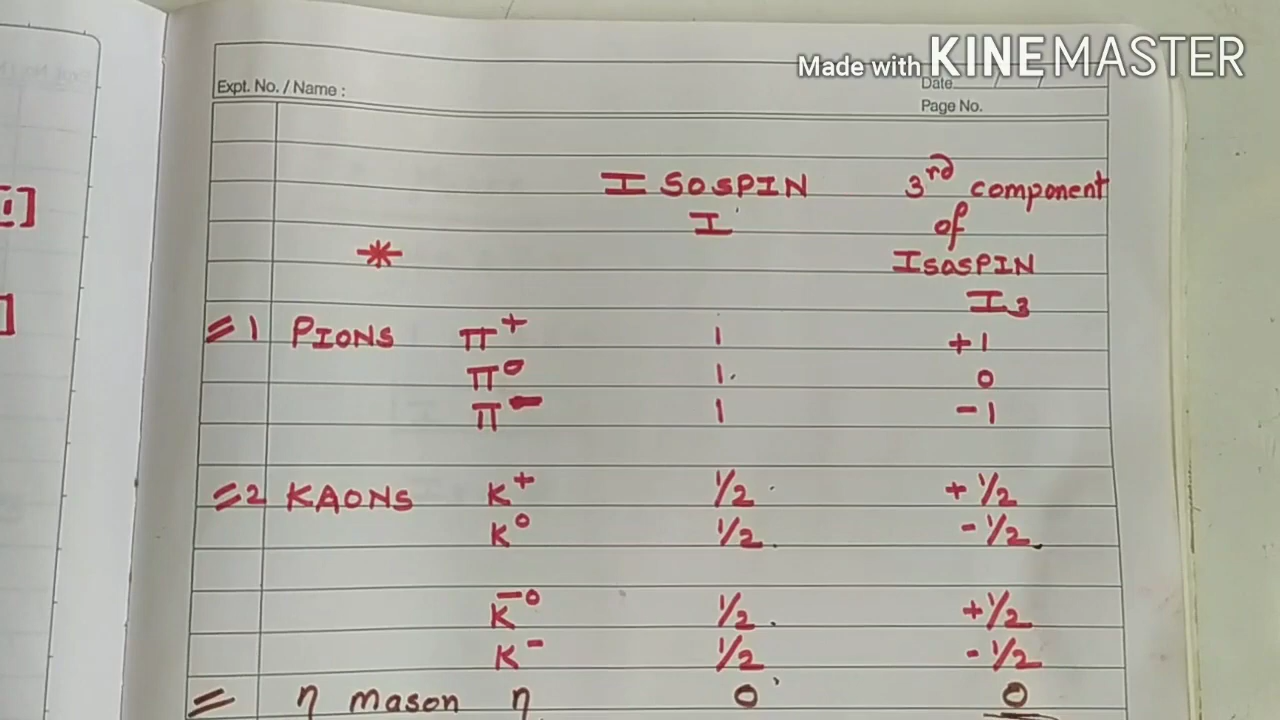 Made with KINEMASTER
Expt. No. / Name :
Date / /
Page No.
ISOSPIN 3rd component
I of
* ISOSPIN
I3
= 1 PIONS π+ 1 +1
π0 1 0
π- 1 -1
= 2 KAONS K+ 1/2 + 1/2
K0 1/2 - 1/2
K̄0 1/2 +1/2
K- 1/2 - 1/2
= η mason η 0 0